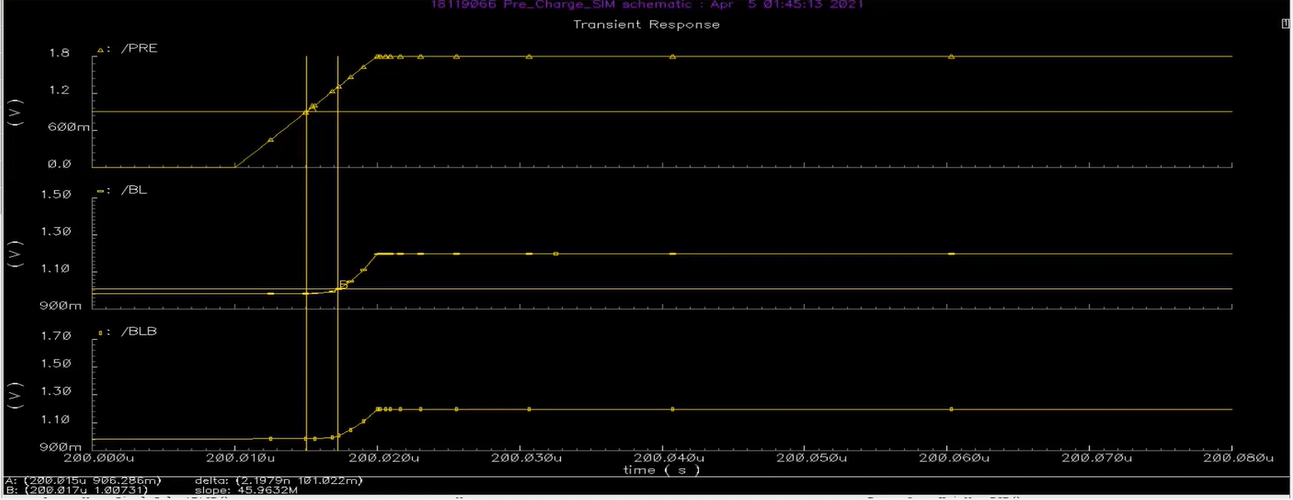 18119066 Pre_Charge_SIM schematic : Apr 5 01:45:13 2021
Transient Response
1
△: /PRE
1.8
1.2
600m
0.0
(V)
▭: /BL
1.50
1.30
1.10
900m
(V)
A
B
▯: /BLB
1.70
1.50
1.30
1.10
900m
(V)
200.000u 200.010u 200.020u 200.030u 200.040u 200.050u 200.060u 200.070u 200.080u
time ( s )
A: (200.015u 906.286m) delta: (2.1979n 101.022m)
B: (200.017u 1.00731) slope: 45.9632M